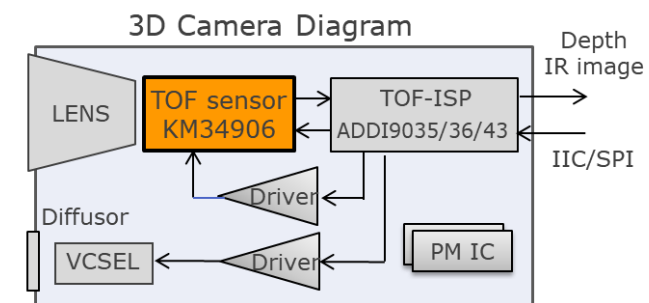 3D Camera Diagram
Depth
IR image
LENS
TOF sensor
KM34906
TOF-ISP
ADDI9035/36/43
IIC/SPI
Driver
Diffusor
VCSEL
Driver
PM IC